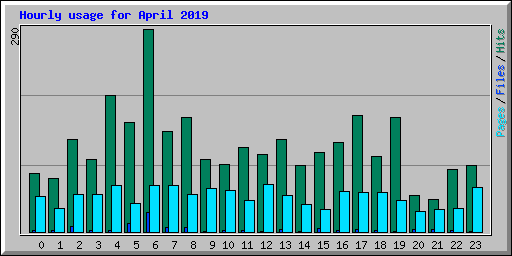 Hourly usage for April 2019
290
Pages / Files / Hits
0 1 2 3 4 5 6 7 8 9 10 11 12 13 14 15 16 17 18 19 20 21 22 23